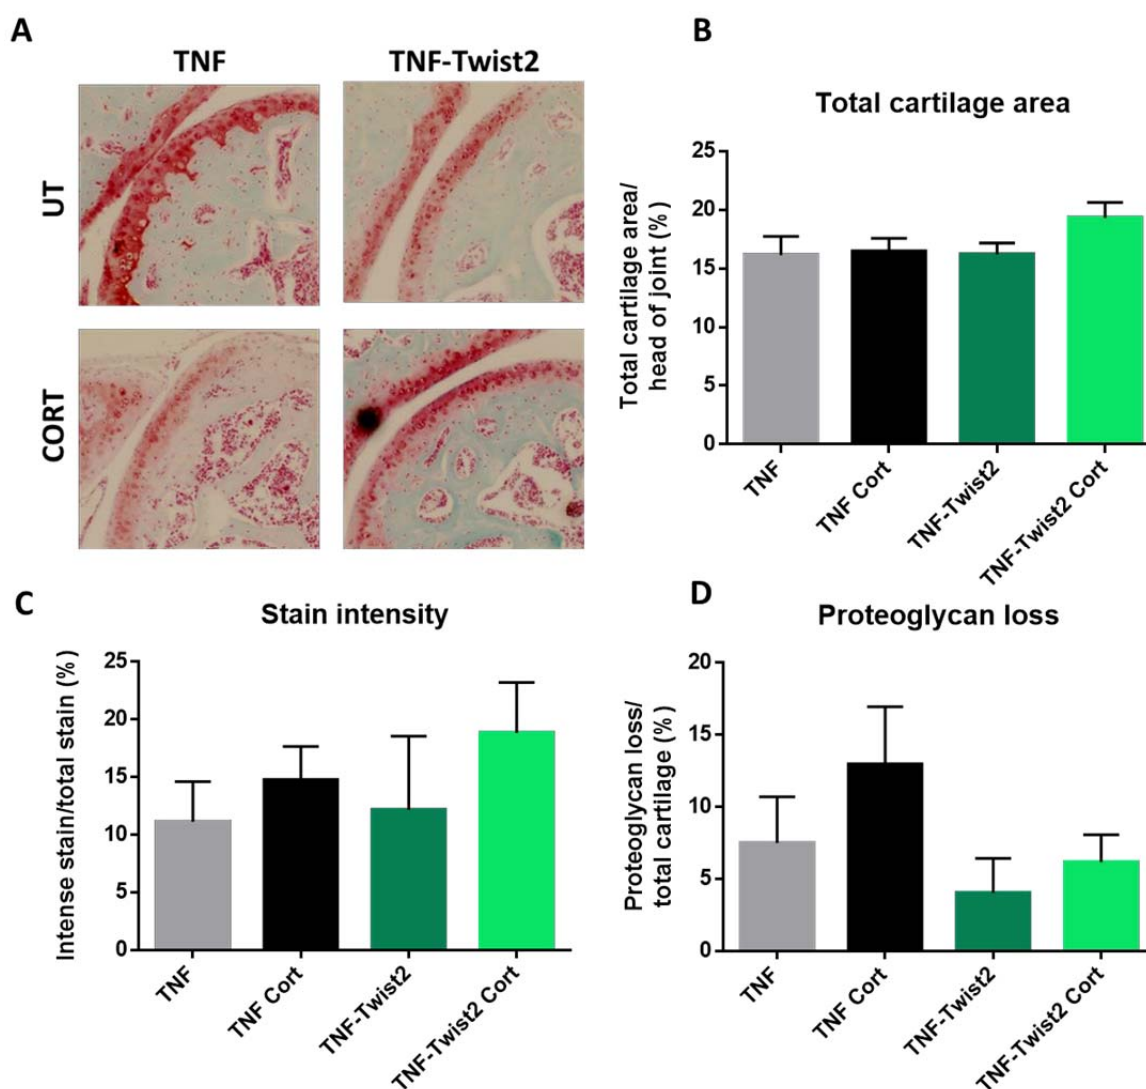 A
TNF
TNF-Twist2
UT
CORT
B
Total cartilage area
Total cartilage area/
head of joint (%)
25
20
15
10
5
0
TNF
TNF Cort
TNF-Twist2
TNF-Twist2 Cort
C
Stain intensity
Intense stain/total stain (%)
25
20
15
10
5
0
TNF
TNF Cort
TNF-Twist2
TNF-Twist2 Cort
D
Proteoglycan loss
Proteoglycan loss/
total cartilage (%)
20
15
10
5
0
TNF
TNF Cort
TNF-Twist2
TNF-Twist2 Cort